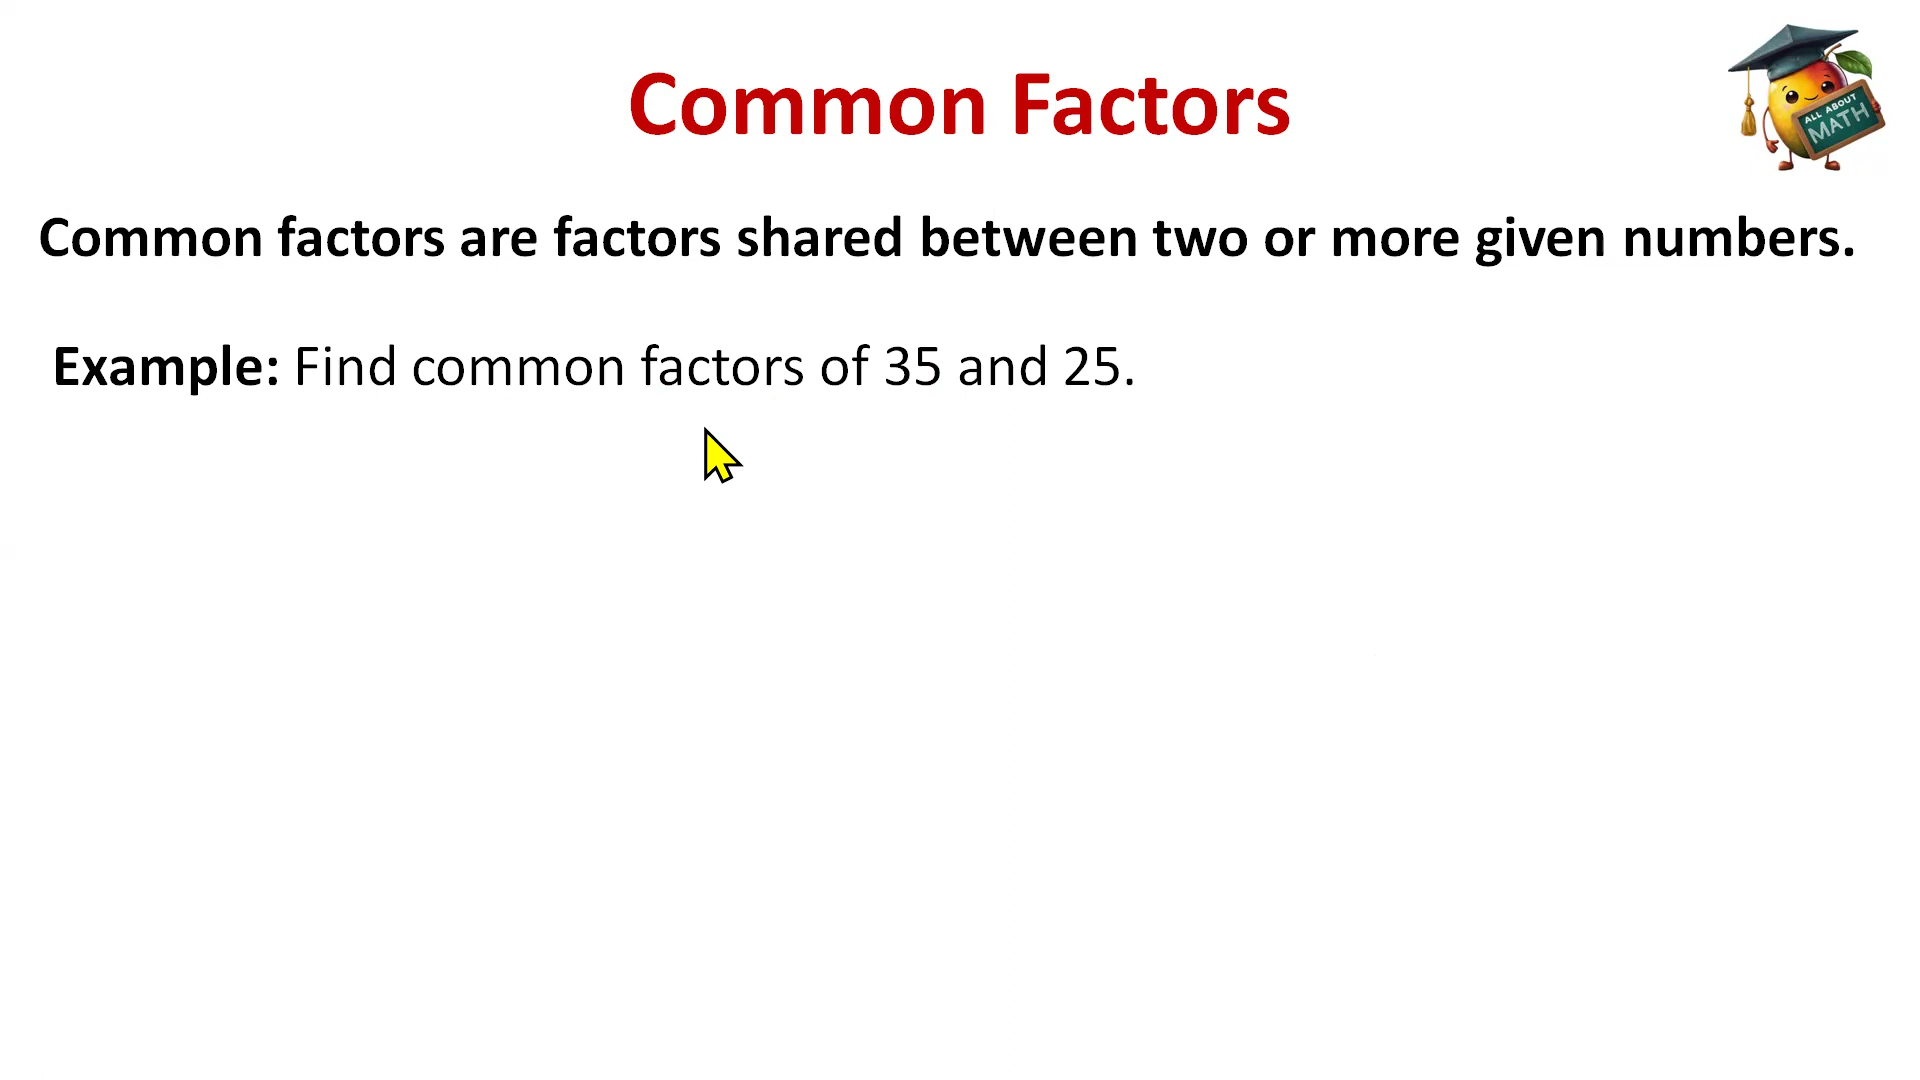 Common Factors
ALL ABOUT
MATH
Common factors are factors shared between two or more given numbers.
Example: Find common factors of 35 and 25.